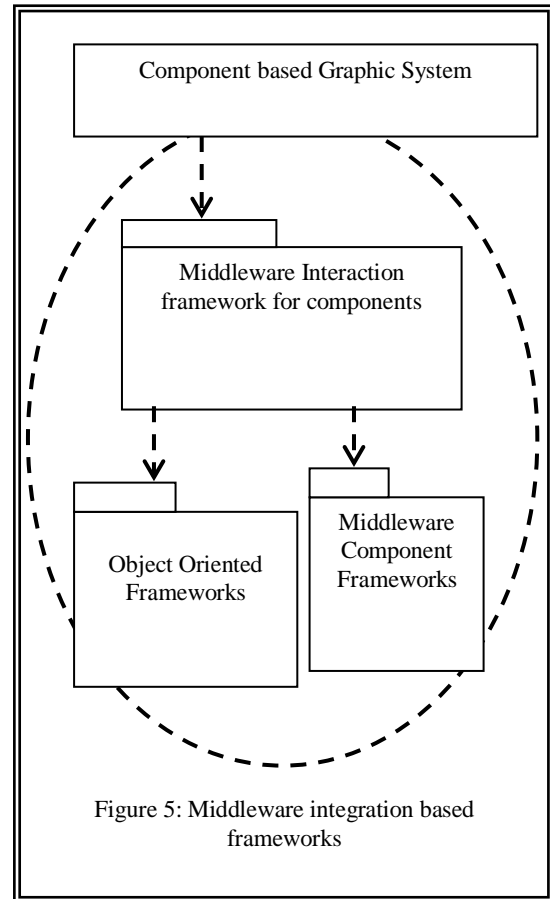 Component based Graphic System
Middleware Interaction
framework for components
Object Oriented
Frameworks
Middleware
Component
Frameworks
Figure 5: Middleware integration based
frameworks